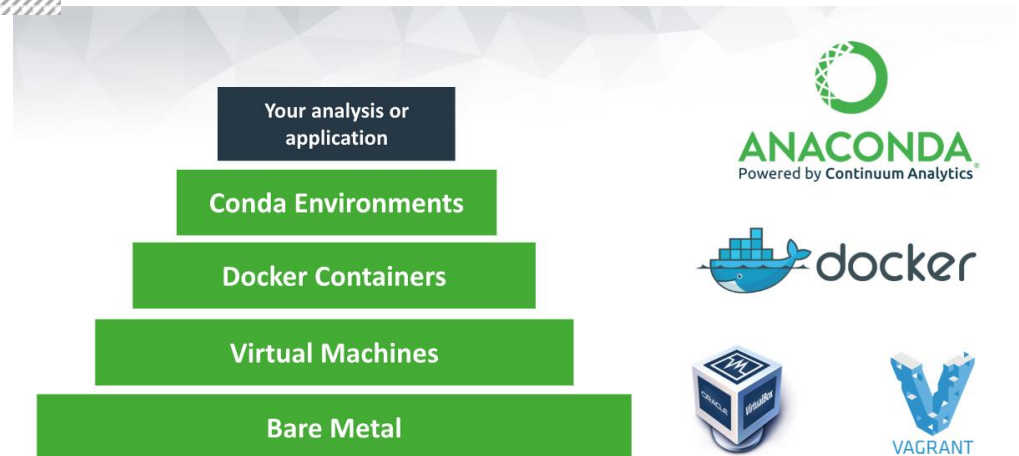 Your analysis or
application
Conda Environments
Docker Containers
Virtual Machines
Bare Metal
ANACONDA®
Powered by Continuum Analytics
docker
ORACLE
VirtualBox
VAGRANT